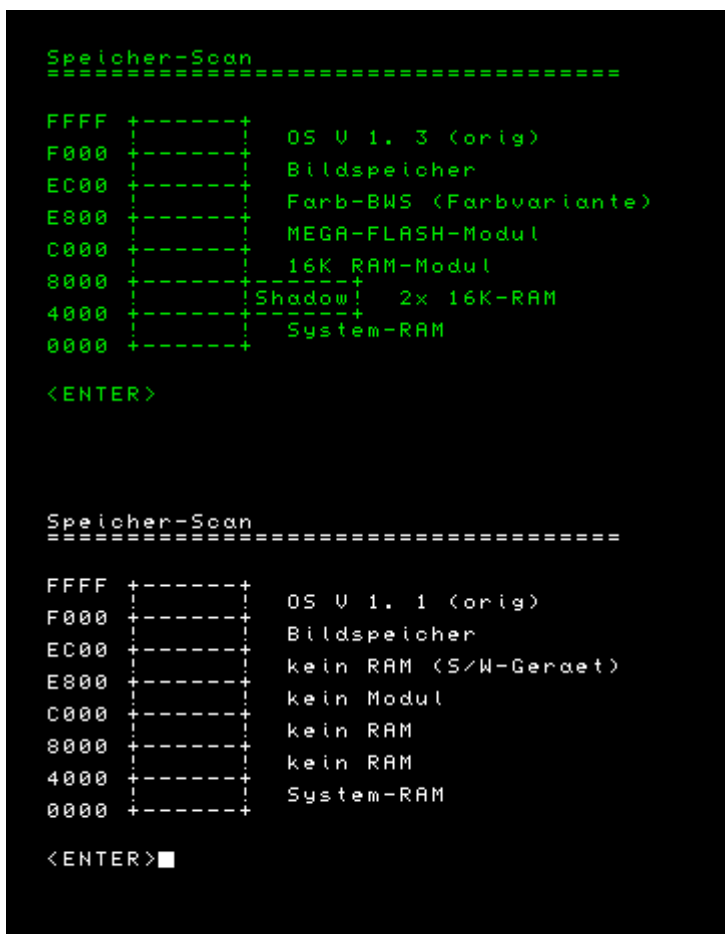 Speicher-Scan
====================================
FFFF +------+
¦ ¦ OS V 1. 3 (orig)
F000 +------+
¦ ¦ Bildspeicher
EC00 +------+
¦ ¦ Farb-BWS (Farbvariante)
E800 +------+
¦ ¦ MEGA-FLASH-Modul
C000 +------+
¦ ¦ 16K RAM-Modul
8000 +------+------+
¦ ¦Shadow¦ 2x 16K-RAM
4000 +------+------+
¦ ¦ System-RAM
0000 +------+
<ENTER>
Speicher-Scan
====================================
FFFF +------+
¦ ¦ OS V 1. 1 (orig)
F000 +------+
¦ ¦ Bildspeicher
EC00 +------+
¦ ¦ kein RAM (S/W-Geraet)
E800 +------+
¦ ¦ kein Modul
C000 +------+
¦ ¦ kein RAM
8000 +------+
¦ ¦ kein RAM
4000 +------+
¦ ¦ System-RAM
0000 +------+
<ENTER>